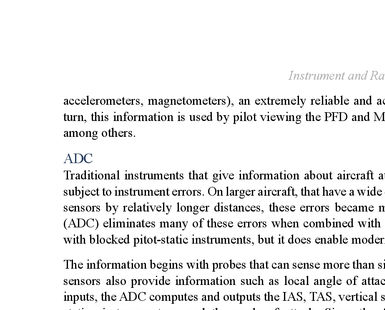 Instrument and Ra
accelerometers, magnetometers), an extremely reliable and ac
turn, this information is used by pilot viewing the PFD and M
among others.
ADC
Traditional instruments that give information about aircraft a
subject to instrument errors. On larger aircraft, that have a wide
sensors by relatively longer distances, these errors became m
(ADC) eliminates many of these errors when combined with
with blocked pitot-static instruments, but it does enable moder
The information begins with probes that can sense more than si
sensors also provide information such as local angle of attac
inputs, the ADC computes and outputs the IAS, TAS, vertical s